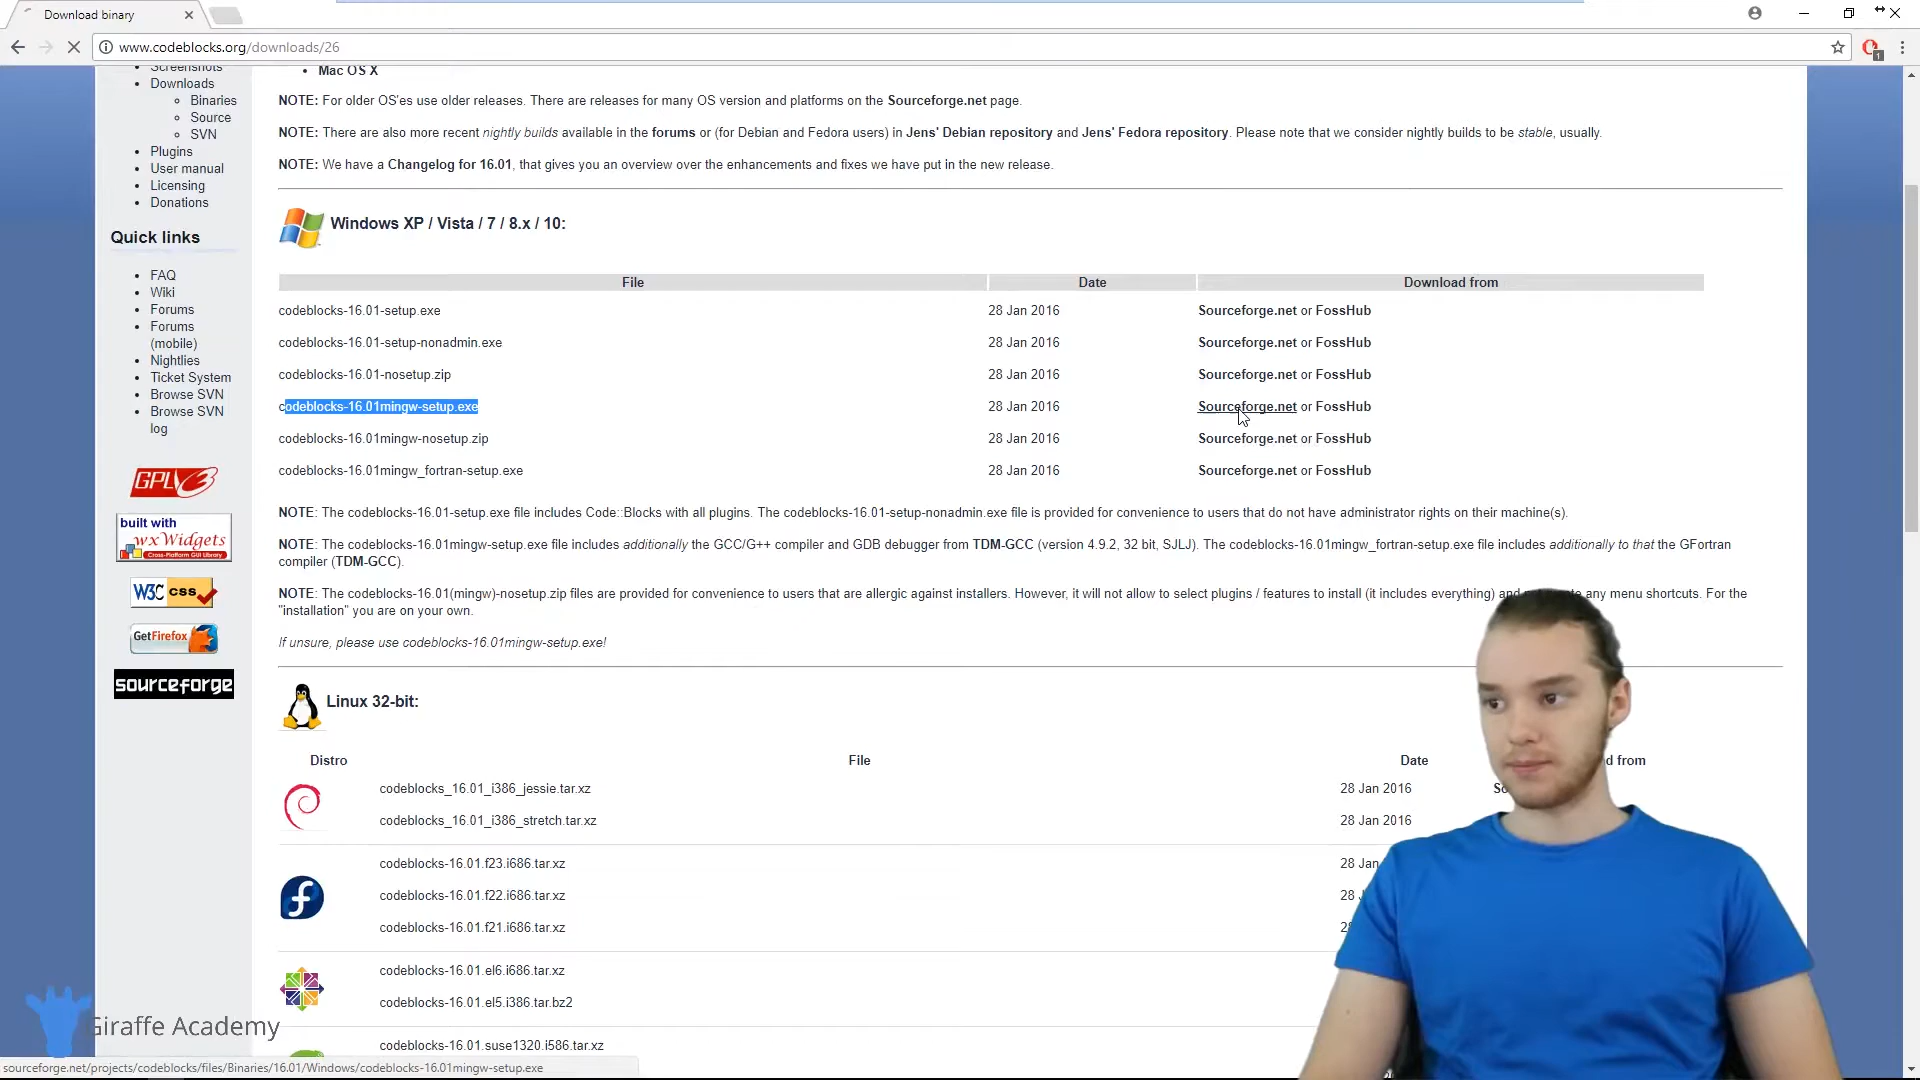 Download binary
www.codeblocks.org/downloads/26
1
Screenshots
Downloads
Binaries
Source
SVN
Plugins
User manual
Licensing
Donations
Quick links
FAQ
Wiki
Forums
Forums
(mobile)
Nightlies
Ticket System
Browse SVN
Browse SVN
log
GPLv3
built with
wxWidgets
Cross-Platform GUI Library
W3C css
GetFirefox
sourceforge
Mac OS X
NOTE: For older OS'es use older releases. There are releases for many OS version and platforms on the Sourceforge.net page.
NOTE: There are also more recent nightly builds available in the forums or (for Debian and Fedora users) in Jens' Debian repository and Jens' Fedora repository. Please note that we consider nightly builds to be stable, usually.
NOTE: We have a Changelog for 16.01, that gives you an overview over the enhancements and fixes we have put in the new release.
Windows XP / Vista / 7 / 8.x / 10:
File Date Download from
codeblocks-16.01-setup.exe 28 Jan 2016 Sourceforge.net or FossHub
codeblocks-16.01-setup-nonadmin.exe 28 Jan 2016 Sourceforge.net or FossHub
codeblocks-16.01-nosetup.zip 28 Jan 2016 Sourceforge.net or FossHub
codeblocks-16.01mingw-setup.exe 28 Jan 2016 Sourceforge.net or FossHub
codeblocks-16.01mingw-nosetup.zip 28 Jan 2016 Sourceforge.net or FossHub
codeblocks-16.01mingw_fortran-setup.exe 28 Jan 2016 Sourceforge.net or FossHub
NOTE: The codeblocks-16.01-setup.exe file includes Code::Blocks with all plugins. The codeblocks-16.01-setup-nonadmin.exe file is provided for convenience to users that do not have administrator rights on their machine(s).
NOTE: The codeblocks-16.01mingw-setup.exe file includes additionally the GCC/G++ compiler and GDB debugger from TDM-GCC (version 4.9.2, 32 bit, SJLJ). The codeblocks-16.01mingw_fortran-setup.exe file includes additionally to that the GFortran
compiler (TDM-GCC).
NOTE: The codeblocks-16.01(mingw)-nosetup.zip files are provided for convenience to users that are allergic against installers. However, it will not allow to select plugins / features to install (it includes everything) and any menu shortcuts. For the
"installation" you are on your own.
If unsure, please use codeblocks-16.01mingw-setup.exe!
Linux 32-bit:
Distro File Date d from
codeblocks_16.01_i386_jessie.tar.xz 28 Jan 2016 So
codeblocks_16.01_i386_stretch.tar.xz 28 Jan 2016
codeblocks-16.01.f23.i686.tar.xz 28 Jan
codeblocks-16.01.f22.i686.tar.xz 28
codeblocks-16.01.f21.i686.tar.xz 28
codeblocks-16.01.el6.i686.tar.xz
codeblocks-16.01.el5.i386.tar.bz2
codeblocks-16.01.suse1320.i586.tar.xz
Giraffe Academy
sourceforge.net/projects/codeblocks/files/Binaries/16.01/Windows/codeblocks-16.01mingw-setup.exe